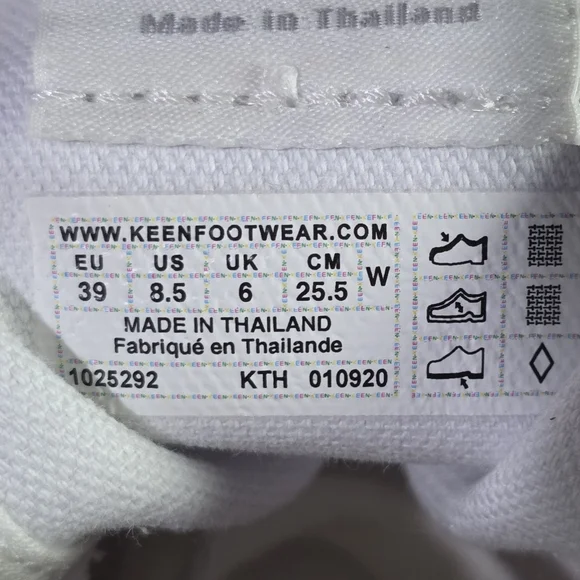 Made in Thailand
WWW.KEENFOOTWEAR.COM
EU US UK CM W
39 8.5 6 25.5
MADE IN THAILAND
Fabriqué en Thaïlande
1025292 KTH 010920